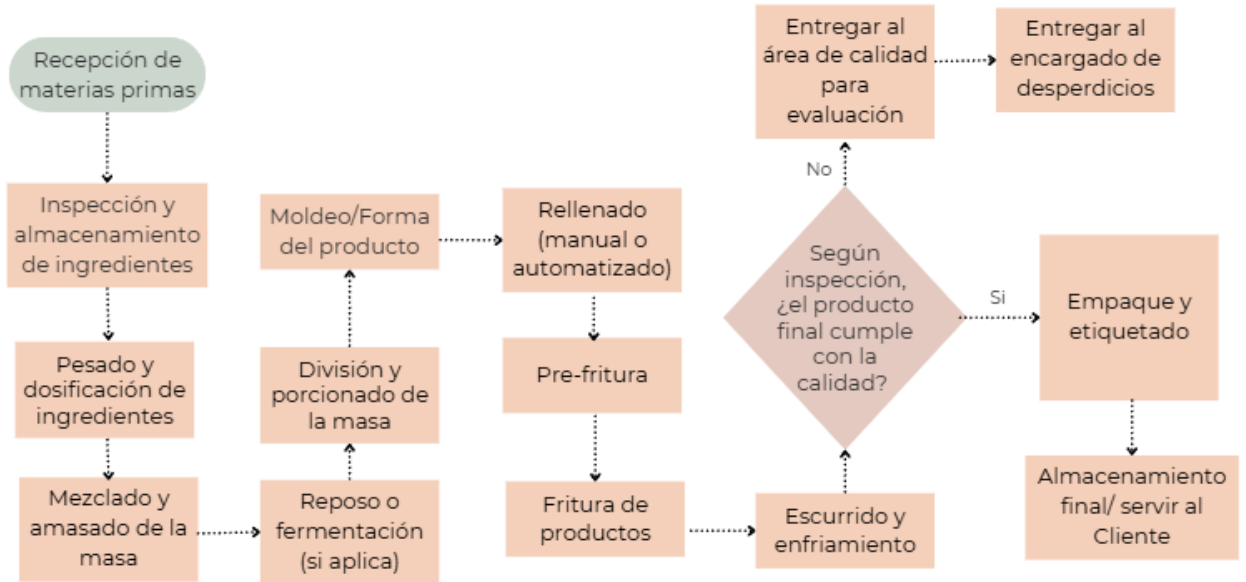 Recepción de
materias primas
Inspección y
almacenamiento
de ingredientes
Pesado y
dosificación de
ingredientes
Mezclado y
amasado de la
masa
Reposo o
fermentación
(si aplica)
División y
porcionado de
la masa
Moldeo/Forma
del producto
Rellenado
(manual o
automatizado)
Pre-fritura
Fritura de
productos
Escurrido y
enfriamiento
Según
inspección,
¿el producto
final cumple
con la
calidad?
No
Entregar al
área de calidad
para
evaluación
Entregar al
encargado de
desperdicios
Si
Empaque y
etiquetado
Almacenamiento
final/ servir al
Cliente